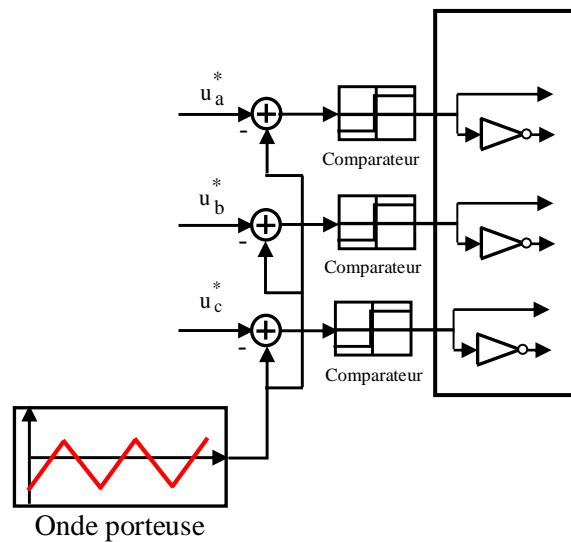 u*a
-
Comparateur
u*b
-
Comparateur
u*c
-
Comparateur
Onde porteuse